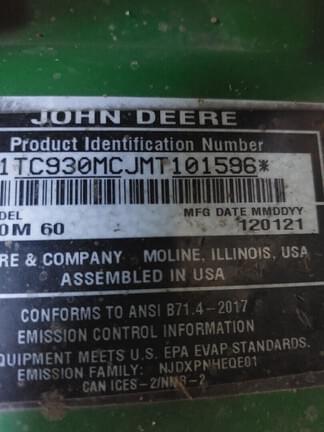 JOHN DEERE
Product Identification Number
1TC930MCJMT101596*
DEL MFG DATE MMDDYY
0M 60 120121
RE & COMPANY MOLINE, ILLINOIS, USA
ASSEMBLED IN USA
CONFORMS TO ANSI B71.4-2017
EMISSION CONTROL INFORMATION
EQUIPMENT MEETS U.S. EPA EVAP STANDARDS.
EMISSION FAMILY: NJDXPNHEQE01
CAN ICES-2/NMB-2